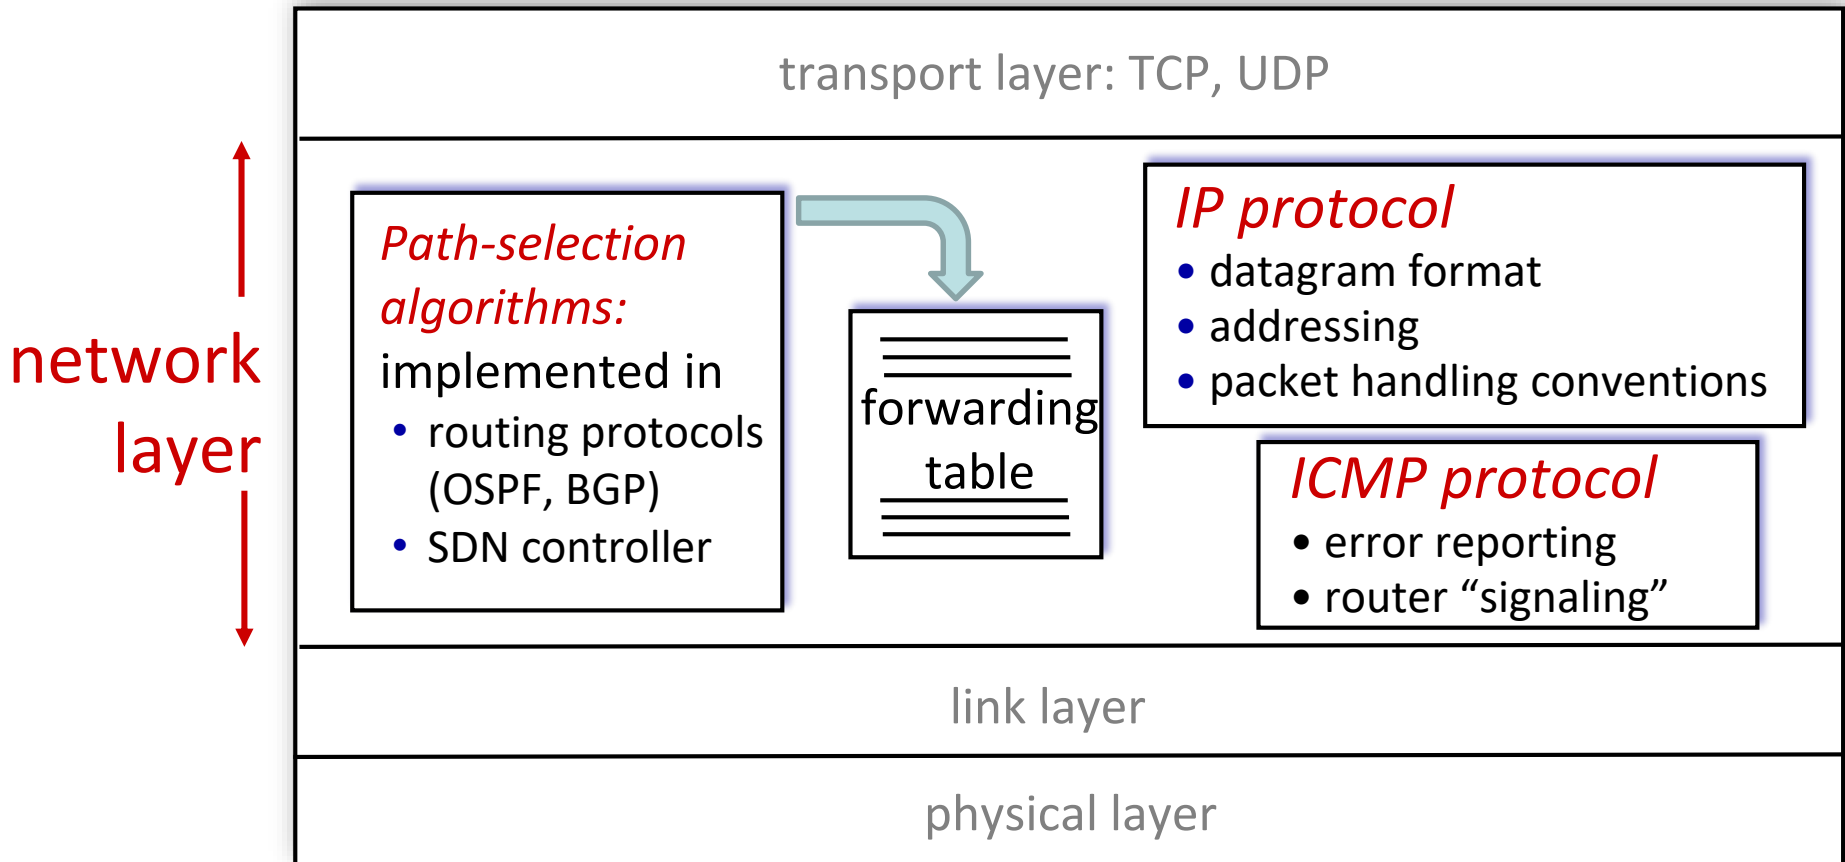 transport layer: TCP, UDP
network
layer
Path-selection
algorithms:
implemented in
• routing protocols
(OSPF, BGP)
• SDN controller
forwarding
table
IP protocol
• datagram format
• addressing
• packet handling conventions
ICMP protocol
• error reporting
• router “signaling”
link layer
physical layer